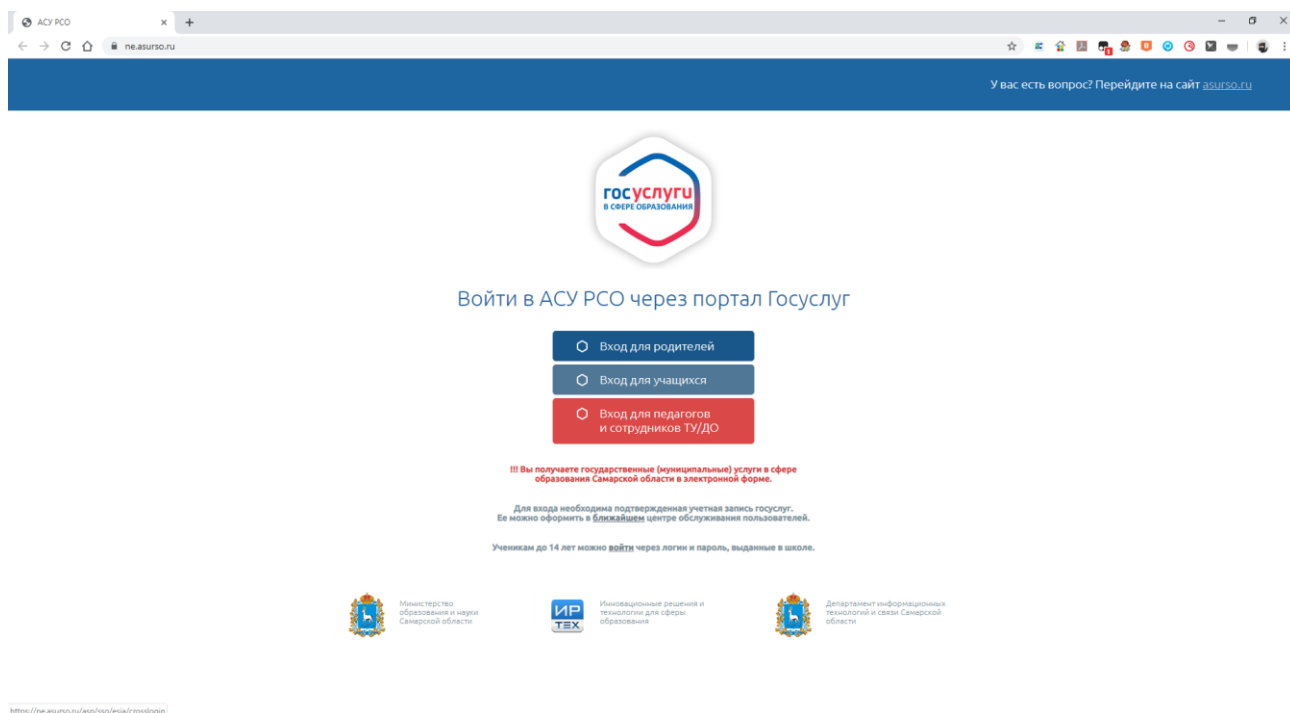 АСУ РСО
ne.asurso.ru
1
У вас есть вопрос? Перейдите на сайт asurso.ru
госуслуги
В СФЕРЕ ОБРАЗОВАНИЯ
Войти в АСУ РСО через портал Госуслуг
Вход для родителей
Вход для учащихся
Вход для педагогов
и сотрудников ТУ/ДО
!!! Вы получаете государственные (муниципальные) услуги в сфере
образования Самарской области в электронной форме.
Для входа необходима подтвержденная учетная запись госуслуг.
Ее можно оформить в ближайшем центре обслуживания пользователей.
Ученикам до 14 лет можно войти через логин и пароль, выданные в школе.
Министерство
образования и науки
Самарской области
ИР
ТЕХ
Инновационные решения и
технологии для сферы
образования
Департамент информационных
технологий и связи Самарской
области
https://ne.asurso.ru/asp/sso/esia/crosslogin